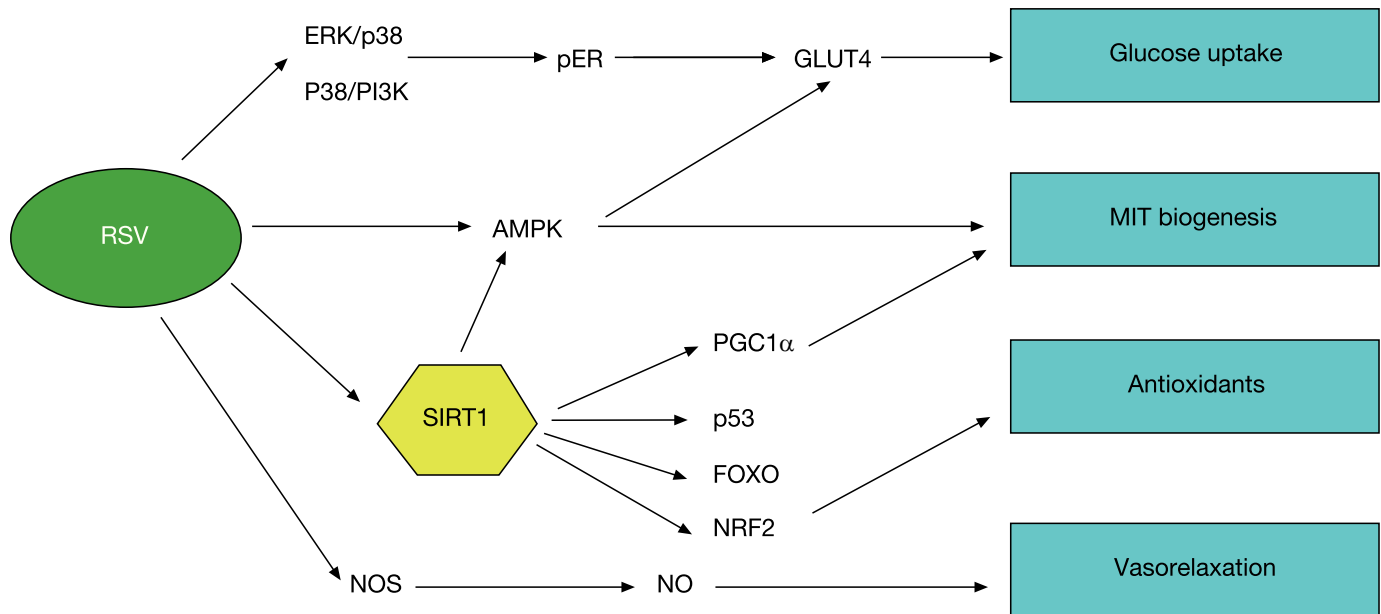 ERK/p38
P38/PI3K
pER
GLUT4
Glucose uptake
RSV
AMPK
MIT biogenesis
SIRT1
PGC1α
p53
FOXO
NRF2
Antioxidants
NOS
NO
Vasorelaxation